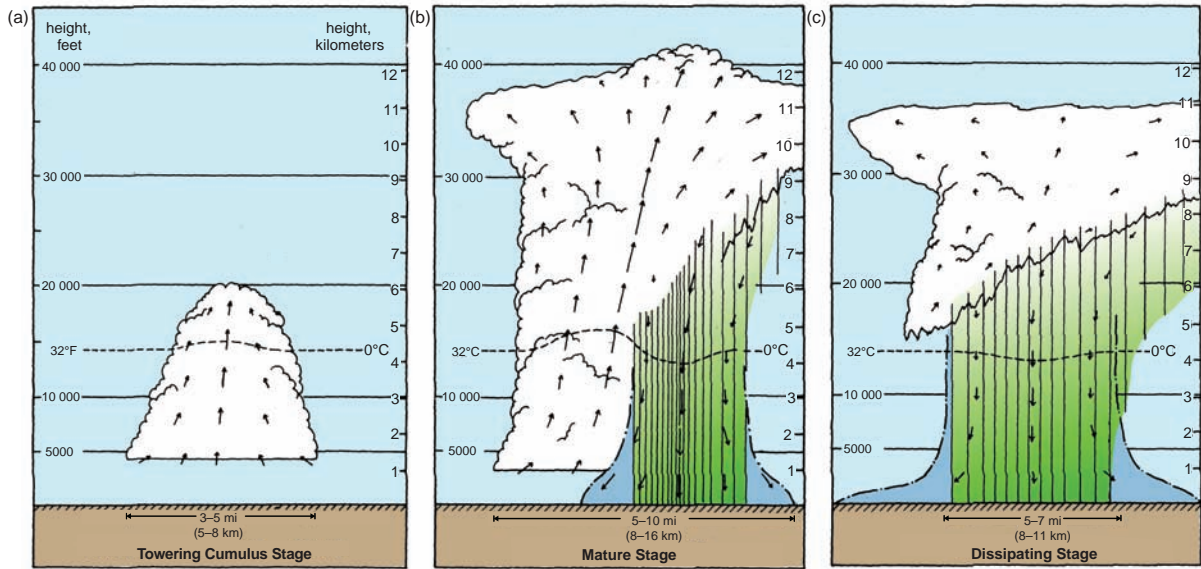 (a)
height,
feet
height,
kilometers
40 000
30 000
20 000
32°F
10 000
5000
12
11
10
9
8
7
6
5
0°C
4
3
2
1
3–5 mi
(5–8 km)
Towering Cumulus Stage
(b)
40 000
30 000
20 000
32°C
10 000
5000
12
11
10
9
8
7
6
5
0°C
4
3
2
1
5–10 mi
(8–16 km)
Mature Stage
(c)
40 000
30 000
20 000
32°C
10 000
5000
12
11
10
9
8
7
6
5
0°C
4
3
2
1
5–7 mi
(8–11 km)
Dissipating Stage